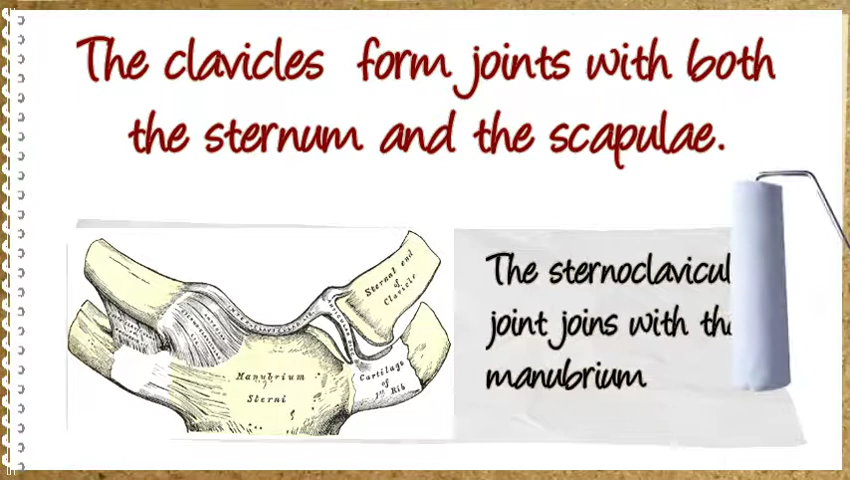 The clavicles form joints with both
the sternum and the scapulae.
Sternal end
of
Clavicle
Manubrium
Sterni
Cartilage
of
1st Rib
The
joint joins with
manubrium